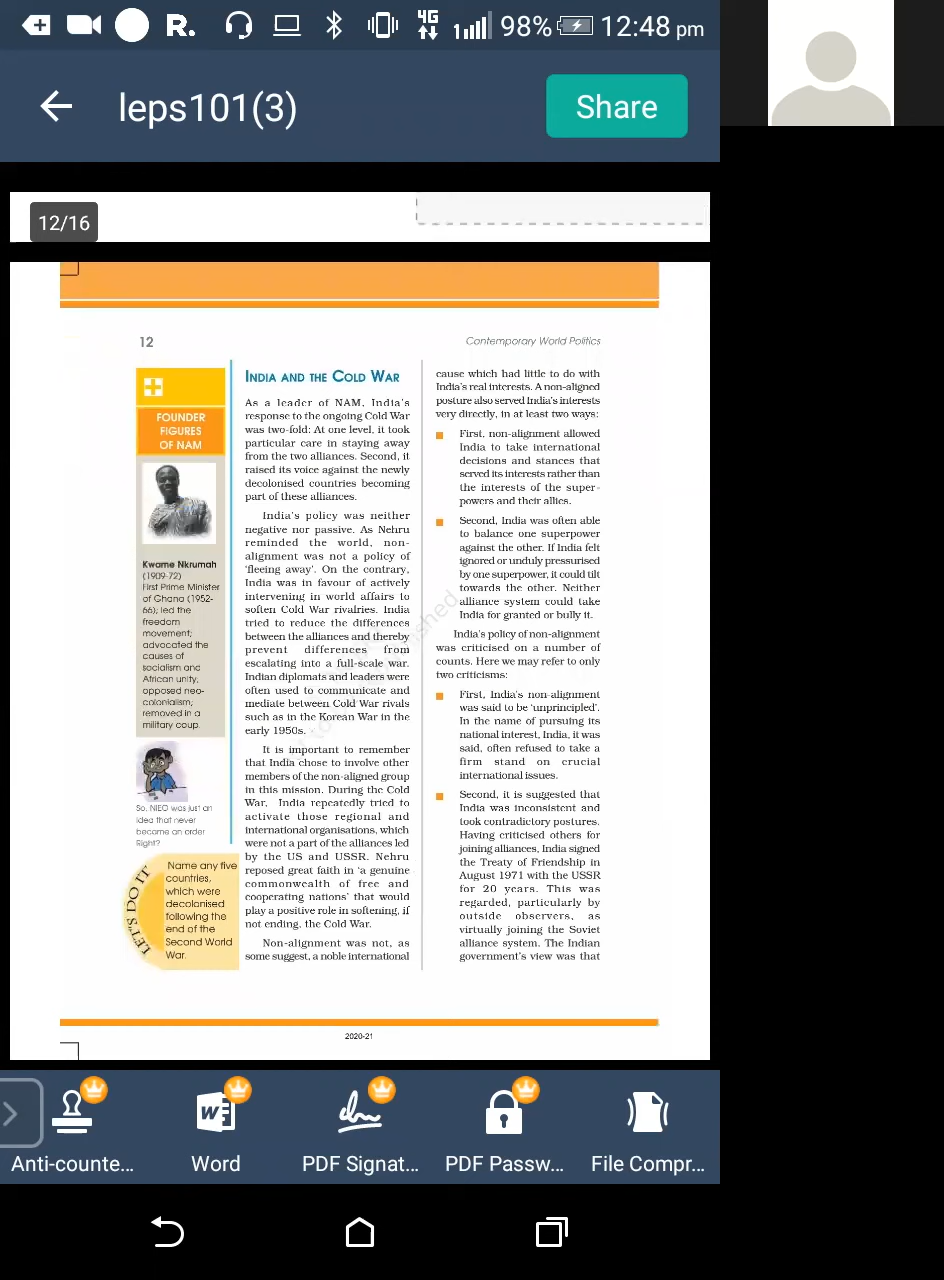 R.
4G
98%
12:48 pm
leps101(3)
Share
12/16
12
Contemporary World Politics
FOUNDER
FIGURES
OF NAM
Kwame Nkrumah
(1909-72)
First Prime Minister
of Ghana (1952-
66); led the
freedom
movement;
advocated the
causes of
socialism and
African unity,
opposed neo-
colonialism;
removed in a
military coup.
So, NIEO was just an
idea that never
became an order.
Right?
LET'S DO IT
Name any five
countries,
which were
decolonised
following the
end of the
Second World
War.
INDIA AND THE COLD WAR
As a leader of NAM, India's
response to the ongoing Cold War
was two-fold: At one level, it took
particular care in staying away
from the two alliances. Second, it
raised its voice against the newly
decolonised countries becoming
part of these alliances.
India's policy was neither
negative nor passive. As Nehru
reminded the world, non-
alignment was not a policy of
'fleeing away'. On the contrary,
India was in favour of actively
intervening in world affairs to
soften Cold War rivalries. India
tried to reduce the differences
between the alliances and thereby
prevent differences from
escalating into a full-scale war.
Indian diplomats and leaders were
often used to communicate and
mediate between Cold War rivals
such as in the Korean War in the
early 1950s.
It is important to remember
that India chose to involve other
members of the non-aligned group
in this mission. During the Cold
War, India repeatedly tried to
activate those regional and
international organisations, which
were not a part of the alliances led
by the US and USSR. Nehru
reposed great faith in 'a genuine
commonwealth of free and
cooperating nations' that would
play a positive role in softening, if
not ending, the Cold War.
Non-alignment was not, as
some suggest, a noble international
cause which had little to do with
India's real interests. A non-aligned
posture also served India's interests
very directly, in at least two ways:
First, non-alignment allowed
India to take international
decisions and stances that
served its interests rather than
the interests of the super-
powers and their allies.
Second, India was often able
to balance one superpower
against the other. If India felt
ignored or unduly pressurised
by one superpower, it could tilt
towards the other. Neither
alliance system could take
India for granted or bully it.
India's policy of non-alignment
was criticised on a number of
counts. Here we may refer to only
two criticisms:
First, India's non-alignment
was said to be 'unprincipled'.
In the name of pursuing its
national interest, India, it was
said, often refused to take a
firm stand on crucial
international issues.
Second, it is suggested that
India was inconsistent and
took contradictory postures.
Having criticised others for
joining alliances, India signed
the Treaty of Friendship in
August 1971 with the USSR
for 20 years. This was
regarded, particularly by
outside observers, as
virtually joining the Soviet
alliance system. The Indian
government's view was that
2020-21
Anti-counte...
Word
PDF Signat...
PDF Passw...
File Compr...